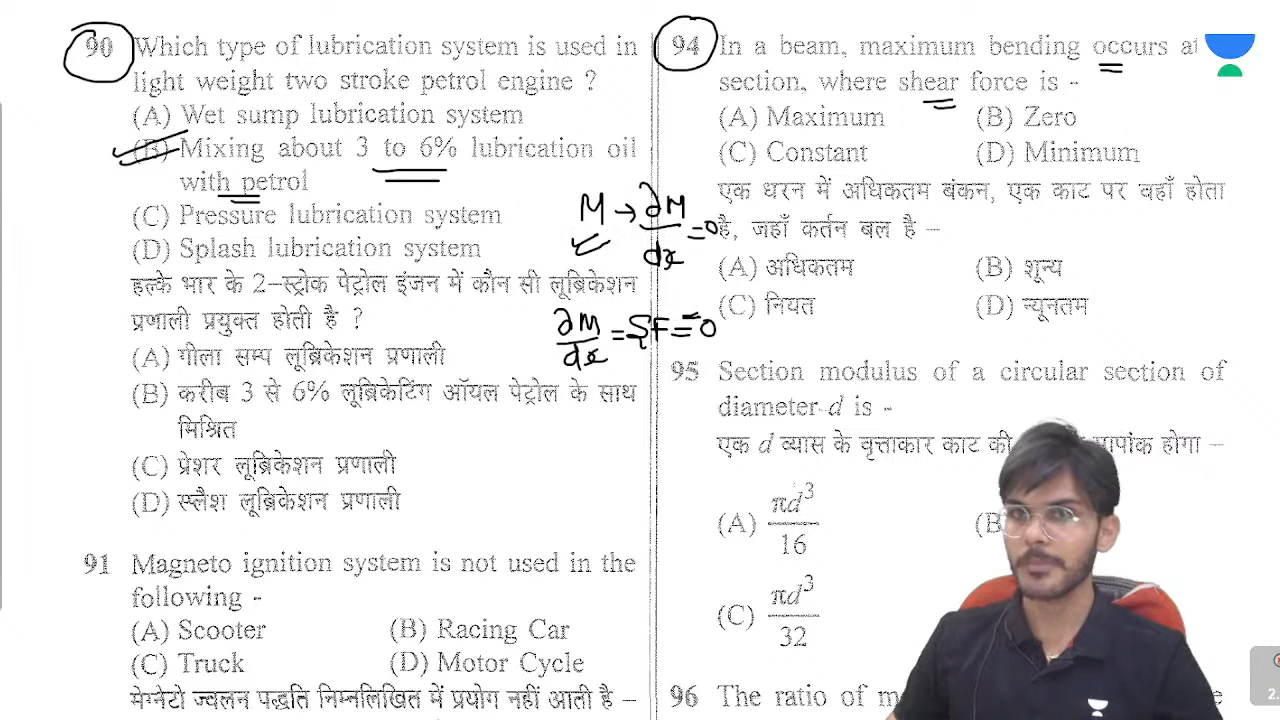 90 Which type of lubrication system is used in
light weight two stroke petrol engine ?
(A) Wet sump lubrication system
(B) Mixing about 3 to 6% lubrication oil
with petrol
(C) Pressure lubrication system
(D) Splash lubrication system
हल्के भार के 2-स्ट्रोक पेट्रोल इंजन में कौन सी लूब्रिकेशन
प्रणाली प्रयुक्त होती है ?
(A) गीला सम्प लूब्रिकेशन प्रणाली
(B) करीब 3 से 6% लूब्रिकेटिंग ऑयल पेट्रोल के साथ
मिश्रित
(C) प्रेशर लूब्रिकेशन प्रणाली
(D) स्प्लैश लूब्रिकेशन प्रणाली
91 Magneto ignition system is not used in the
following -
(A) Scooter (B) Racing Car
(C) Truck (D) Motor Cycle
मेग्नेटो ज्वलन पद्धति निम्नलिखित में प्रयोग नहीं आती है -
M → ∂M/dx = 0
∂M/dx = SF = 0
94 In a beam, maximum bending occurs at
section, where shear force is -
(A) Maximum (B) Zero
(C) Constant (D) Minimum
एक धरन में अधिकतम बंकन, एक काट पर वहाँ होता
है, जहाँ कर्तन बल है -
(A) अधिकतम (B) शून्य
(C) नियत (D) न्यूनतम
95 Section modulus of a circular section of
diameter d is -
एक d व्यास के वृत्ताकार काट की होगा -
(A) πd³/16 (B
(C) πd³/32
96 The ratio of
2.